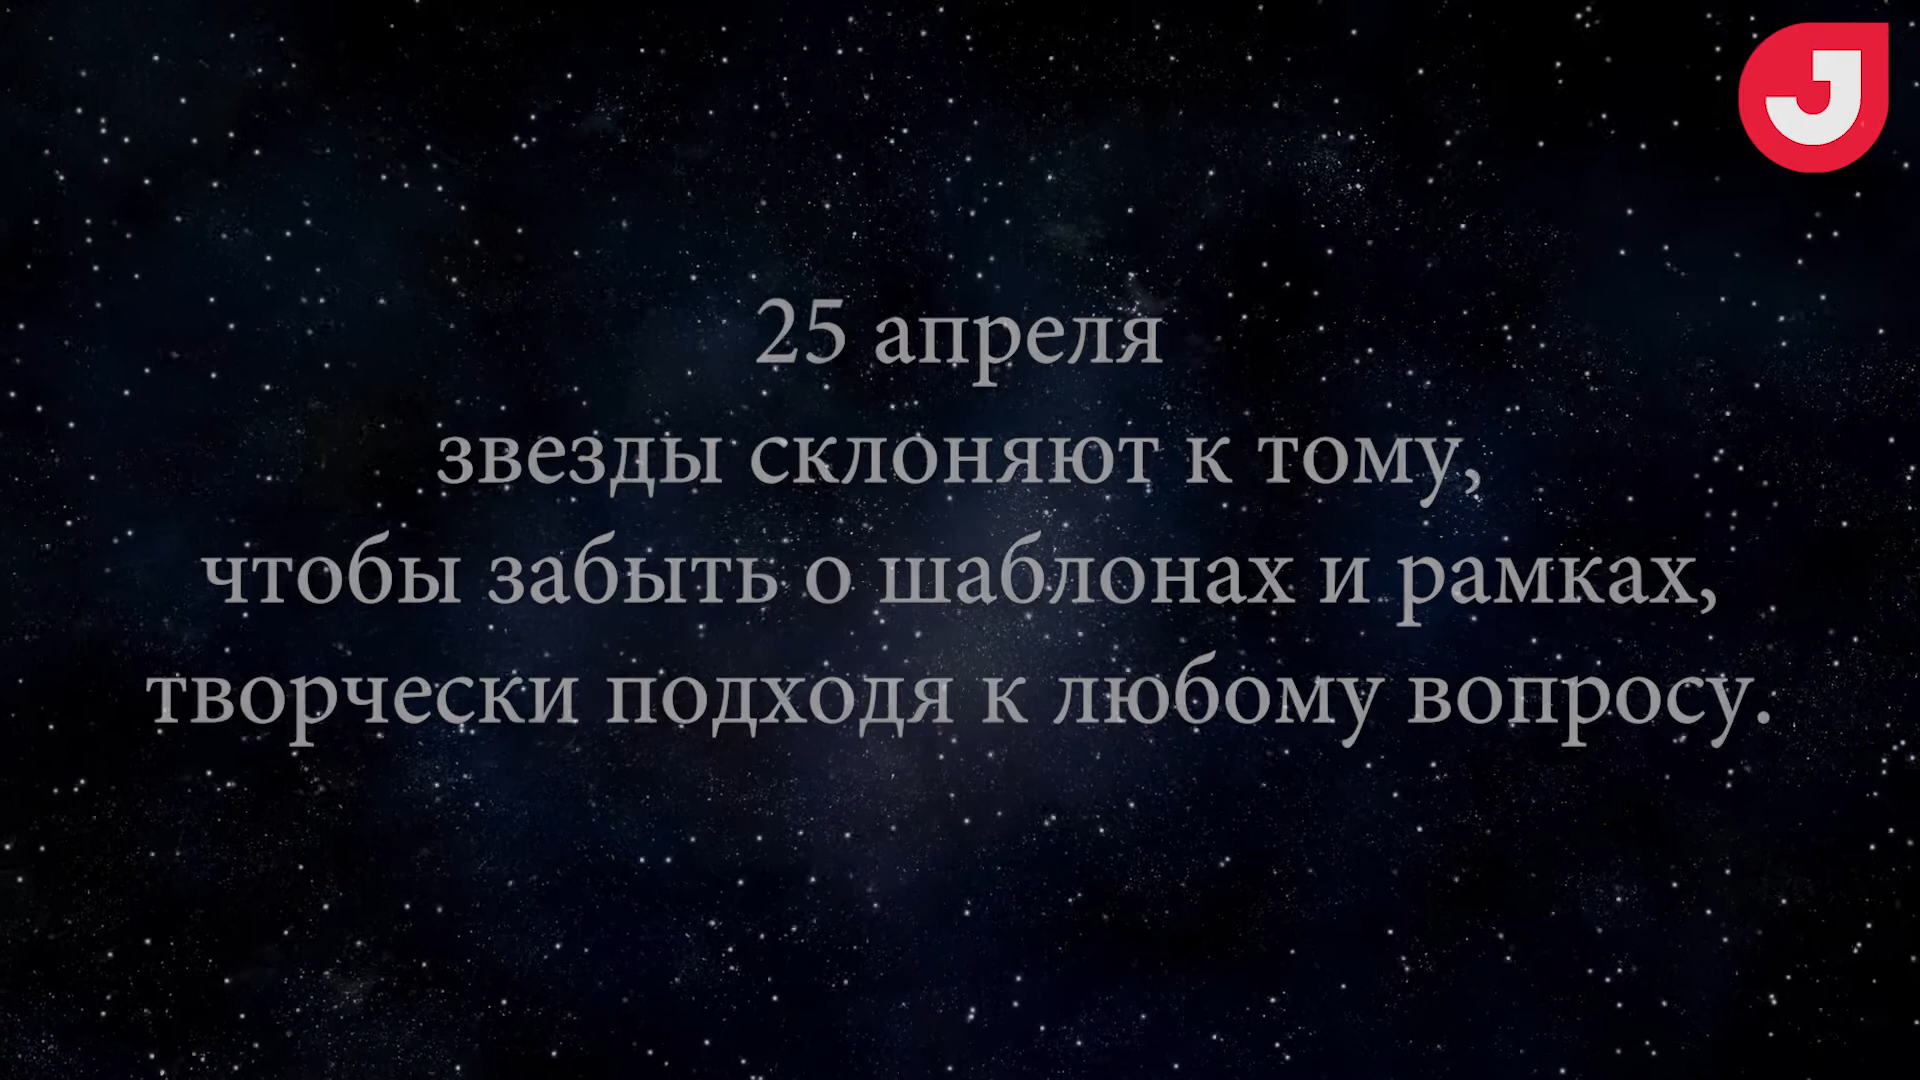 J
25 апреля
звезды склоняют к тому,
чтобы забыть о шаблонах и рамках,
творчески подходя к любому вопросу.